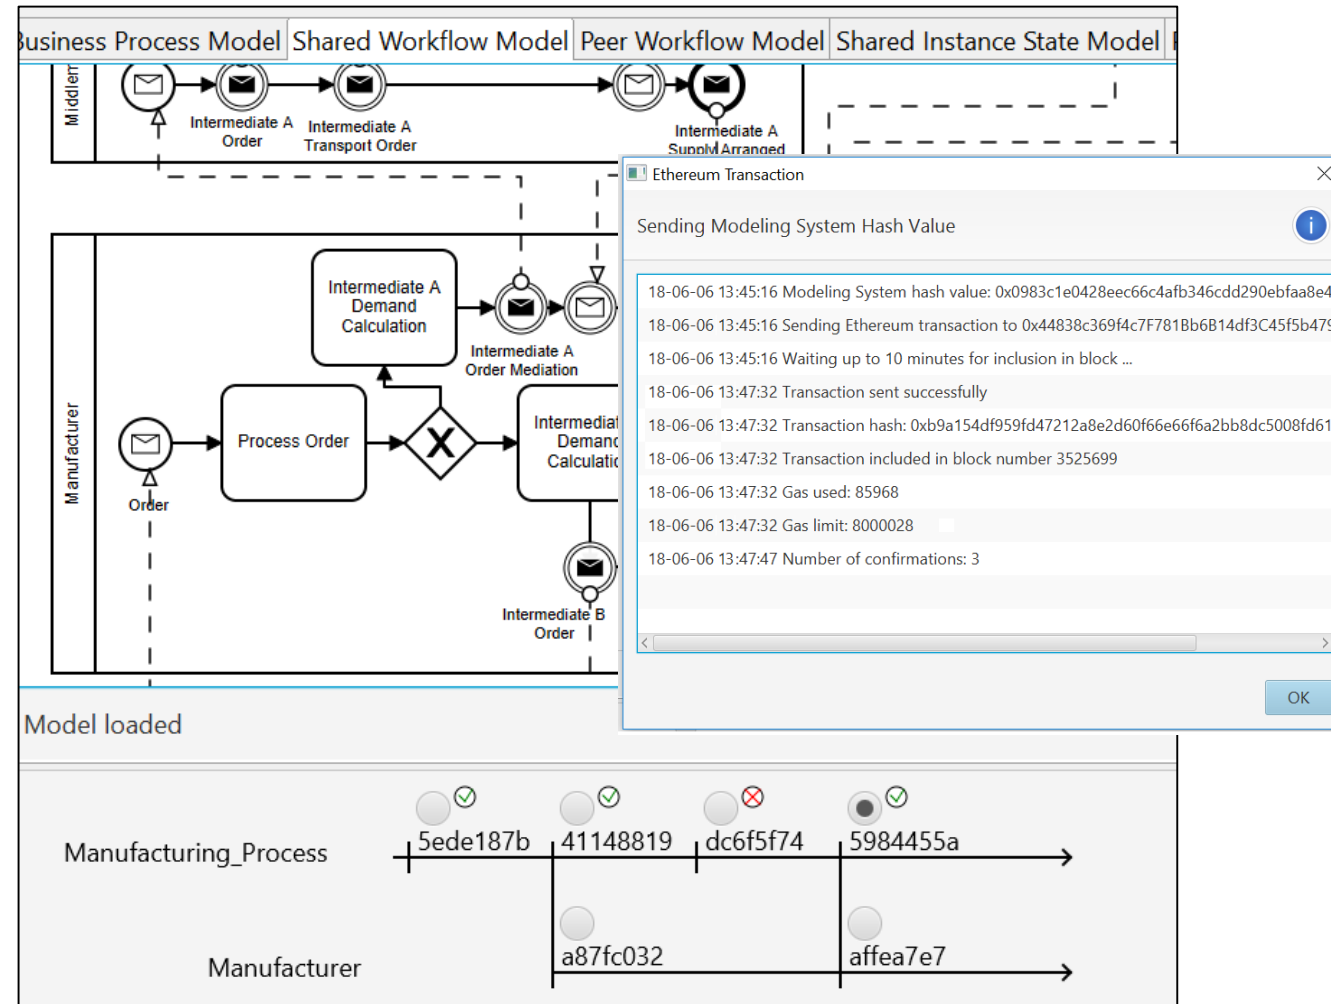 Business Process Model
Shared Workflow Model
Peer Workflow Model
Shared Instance State Model
Middlem
Intermediate A
Order
Intermediate A
Transport Order
Intermediate A
Supply Arranged
Manufacturer
Order
Process Order
Intermediate A
Demand
Calculation
Intermediate A
Order Mediation
X
Intermediat
Demand
Calculatio
Intermediate B
Order
Ethereum Transaction
Sending Modeling System Hash Value
i
18-06-06 13:45:16 Modeling System hash value: 0x0983c1e0428eec66c4afb346cdd290ebfaa8e4
18-06-06 13:45:16 Sending Ethereum transaction to 0x44838c369f4c7F781Bb6B14df3C45f5b479
18-06-06 13:45:16 Waiting up to 10 minutes for inclusion in block ...
18-06-06 13:47:32 Transaction sent successfully
18-06-06 13:47:32 Transaction hash: 0xb9a154df959fd47212a8e2d60f66e66f6a2bb8dc5008fd61
18-06-06 13:47:32 Transaction included in block number 3525699
18-06-06 13:47:32 Gas used: 85968
18-06-06 13:47:32 Gas limit: 8000028
18-06-06 13:47:47 Number of confirmations: 3
OK
Model loaded
Manufacturing_Process
5ede187b
41148819
dc6f5f74
5984455a
Manufacturer
a87fc032
affea7e7